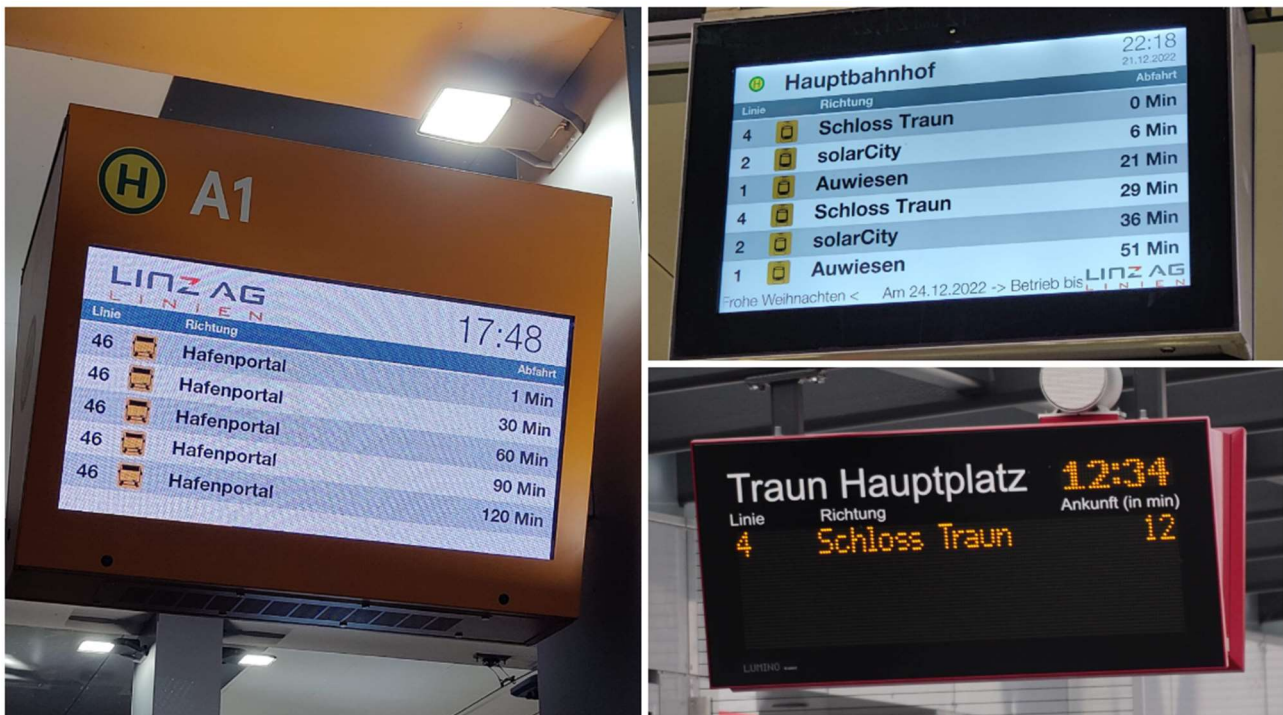 H A1
LINZ AG
LINIEN
17:48
Linie Richtung Abfahrt
46 Hafenportal 1 Min
46 Hafenportal 30 Min
46 Hafenportal 60 Min
46 Hafenportal 90 Min
46 Hafenportal 120 Min
22:18
H Hauptbahnhof 21.12.2022
Linie Richtung Abfahrt
4 Schloss Traun 0 Min
2 solarCity 6 Min
1 Auwiesen 21 Min
4 Schloss Traun 29 Min
2 solarCity 36 Min
1 Auwiesen 51 Min
Frohe Weihnachten < Am 24.12.2022 -> Betrieb bis LINZ AG
LINIEN
Traun Hauptplatz 12:34
Linie Richtung Ankunft (in min)
4 Schloss Traun 12
LUMINO